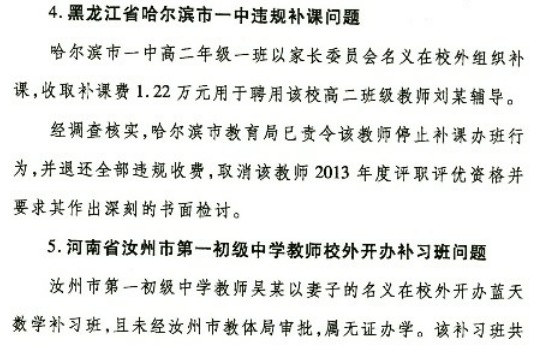 4. 黑龙江省哈尔滨市一中违规补课问题
哈尔滨市一中高二年级一班以家长委员会名义在校外组织补
课,收取补课费 1.22 万元用于聘用该校高二班级教师刘某辅导。
经调查核实,哈尔滨市教育局已责令该教师停止补课办班行
为,并退还全部违规收费,取消该教师 2013 年度评职评优资格并
要求其作出深刻的书面检讨。
5. 河南省汝州市第一初级中学教师校外开办补习班问题
汝州市第一初级中学教师吴某以妻子的名义在校外开办蓝天
数学补习班,且未经汝州市教体局审批,属无证办学。该补习班共